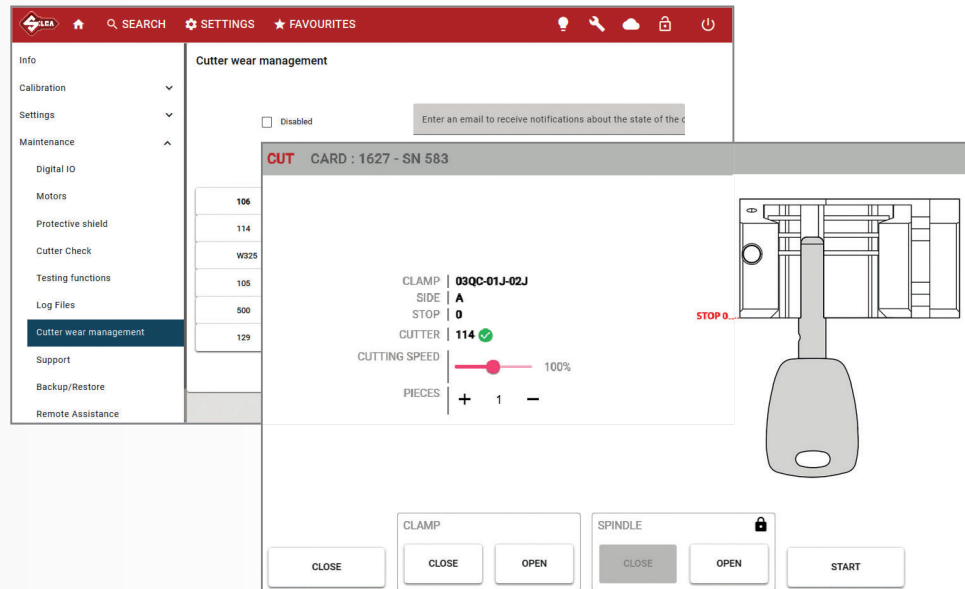 SILCA
SEARCH
SETTINGS
FAVOURITES
Info
Calibration
Settings
Maintenance
Digital IO
Motors
Protective shield
Cutter Check
Testing functions
Log Files
Cutter wear management
Support
Backup/Restore
Remote Assistance
Cutter wear management
Disabled
Enter an email to receive notifications about the state of the c
106
114
W325
105
500
129
CUT CARD : 1627 - SN 583
CLAMP 03QC-01J-02J
SIDE A
STOP 0
CUTTER 114
CUTTING SPEED 100%
PIECES + 1 −
STOP 0
CLOSE
CLAMP
CLOSE OPEN
SPINDLE
CLOSE OPEN
START